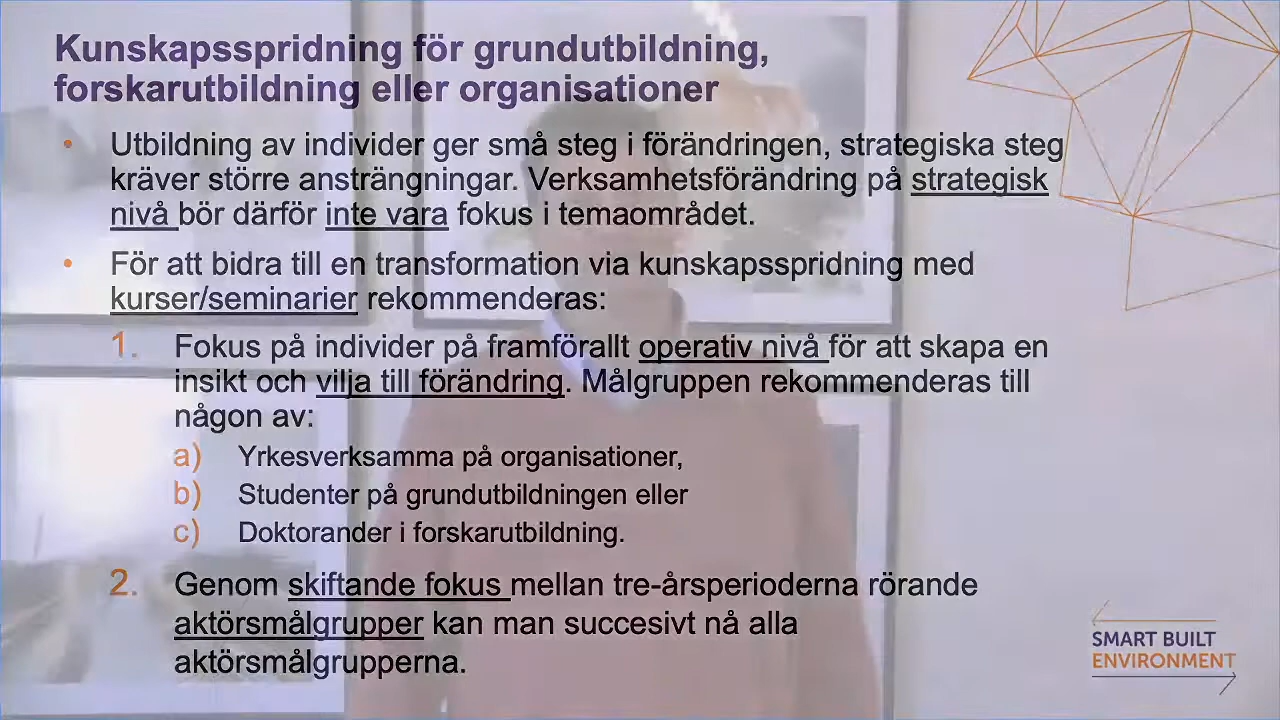 Kunskapsspridning för grundutbildning,
forskarutbildning eller organisationer
• Utbildning av individer ger små steg i förändringen, strategiska steg
kräver större ansträngningar. Verksamhetsförändring på strategisk
nivå bör därför inte vara fokus i temaområdet.
• För att bidra till en transformation via kunskapsspridning med
kurser/seminarier rekommenderas:
1. Fokus på individer på framförallt operativ nivå för att skapa en
insikt och vilja till förändring. Målgruppen rekommenderas till
någon av:
a) Yrkesverksamma på organisationer,
b) Studenter på grundutbildningen eller
c) Doktorander i forskarutbildning.
2. Genom skiftande fokus mellan tre-årsperioderna rörande
aktörsmålgrupper kan man succesivt nå alla
aktörsmålgrupperna.
SMART BUILT
ENVIRONMENT